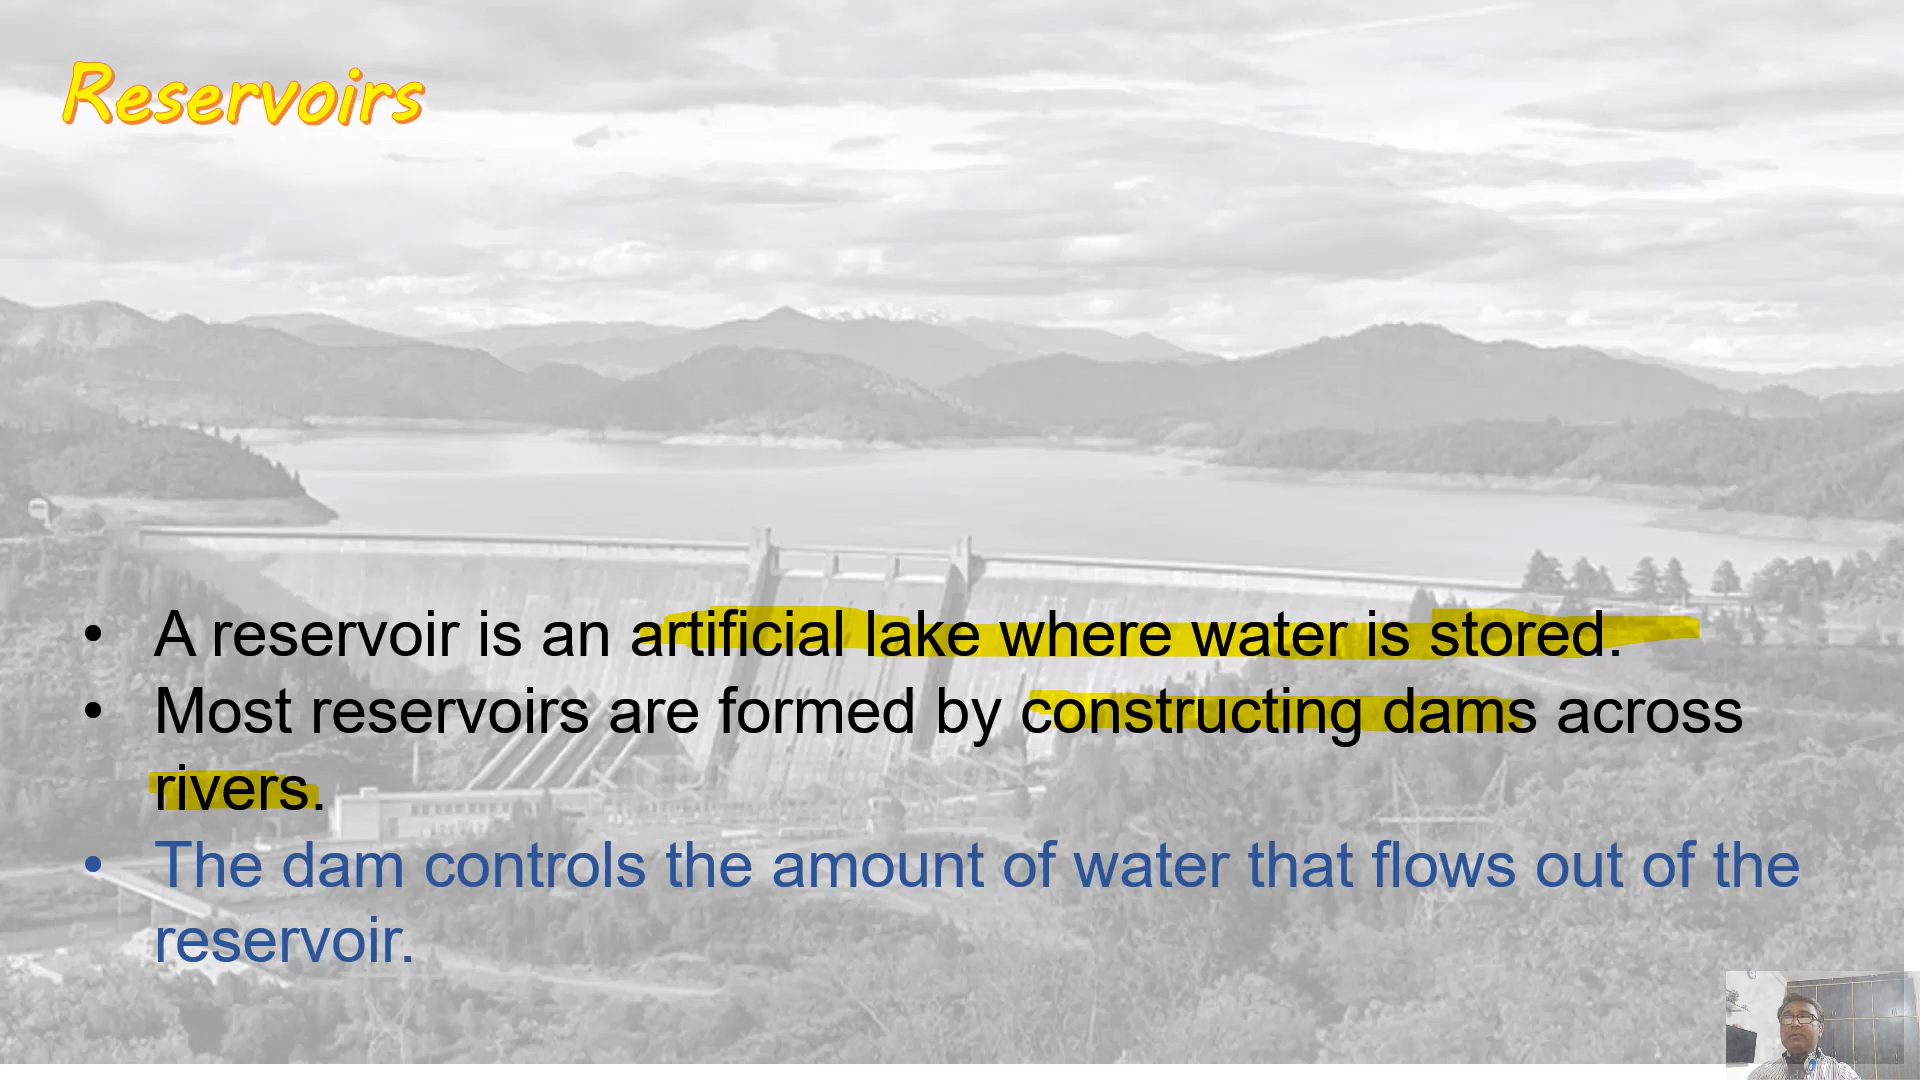 Reservoirs
• A reservoir is an artificial lake where water is stored.
• Most reservoirs are formed by constructing dams across
rivers.
• The dam controls the amount of water that flows out of the
reservoir.